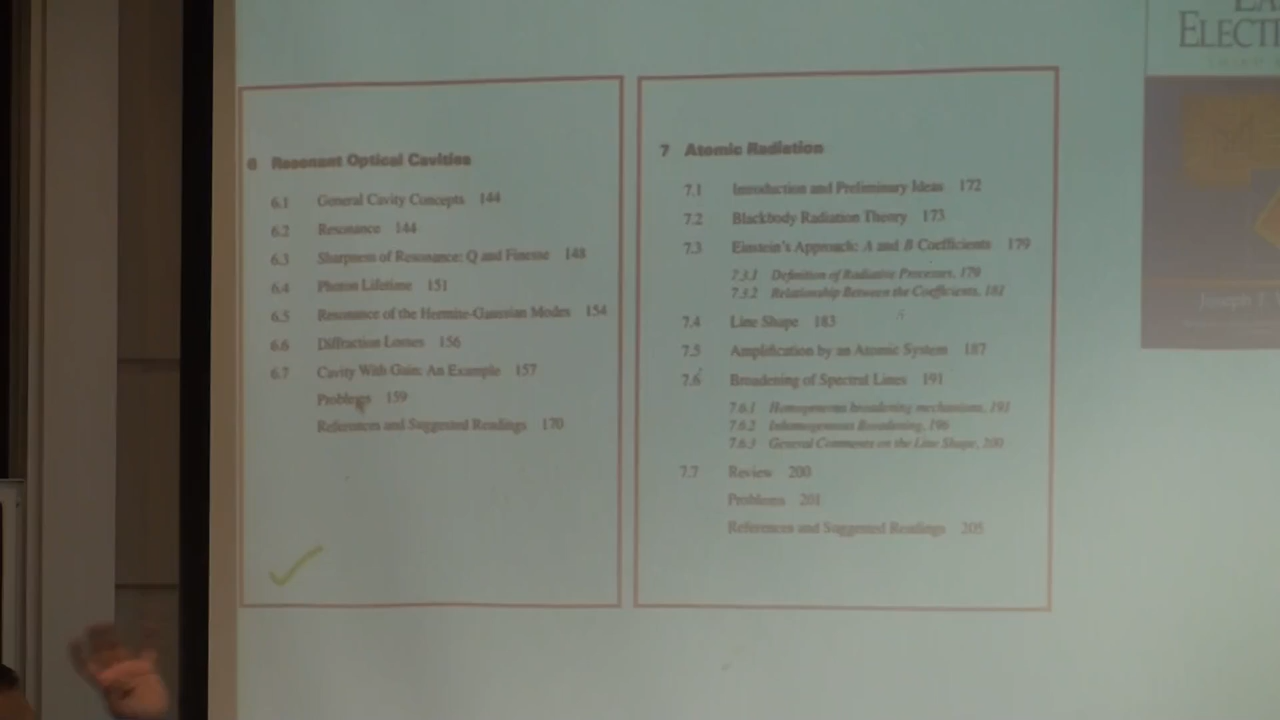 6 Resonant Optical Cavities
6.1 General Cavity Concepts 144
6.2 Resonance 144
6.3 Sharpness of Resonance: Q and Finesse 148
6.4 Photon Lifetime 151
6.5 Resonance of the Hermite-Gaussian Modes 154
6.6 Diffraction Losses 156
6.7 Cavity With Gain: An Example 157
Problems 159
References and Suggested Readings 170
7 Atomic Radiation
7.1 Introduction and Preliminary Ideas 172
7.2 Blackbody Radiation Theory 173
7.3 Einstein's Approach: A and B Coefficients 179
7.3.1 Definition of Radiative Processes, 179
7.3.2 Relationship Between the Coefficients, 182
7.4 Line Shape 183
7.5 Amplification by an Atomic System 187
7.6 Broadening of Spectral Lines 191
7.6.1 Homogeneous broadening mechanisms, 191
7.6.2 Inhomogeneous Broadening, 196
7.6.3 General Comments on the Line Shape, 200
7.7 Review 200
Problems 201
References and Suggested Readings 205
ELECT
Joseph T.